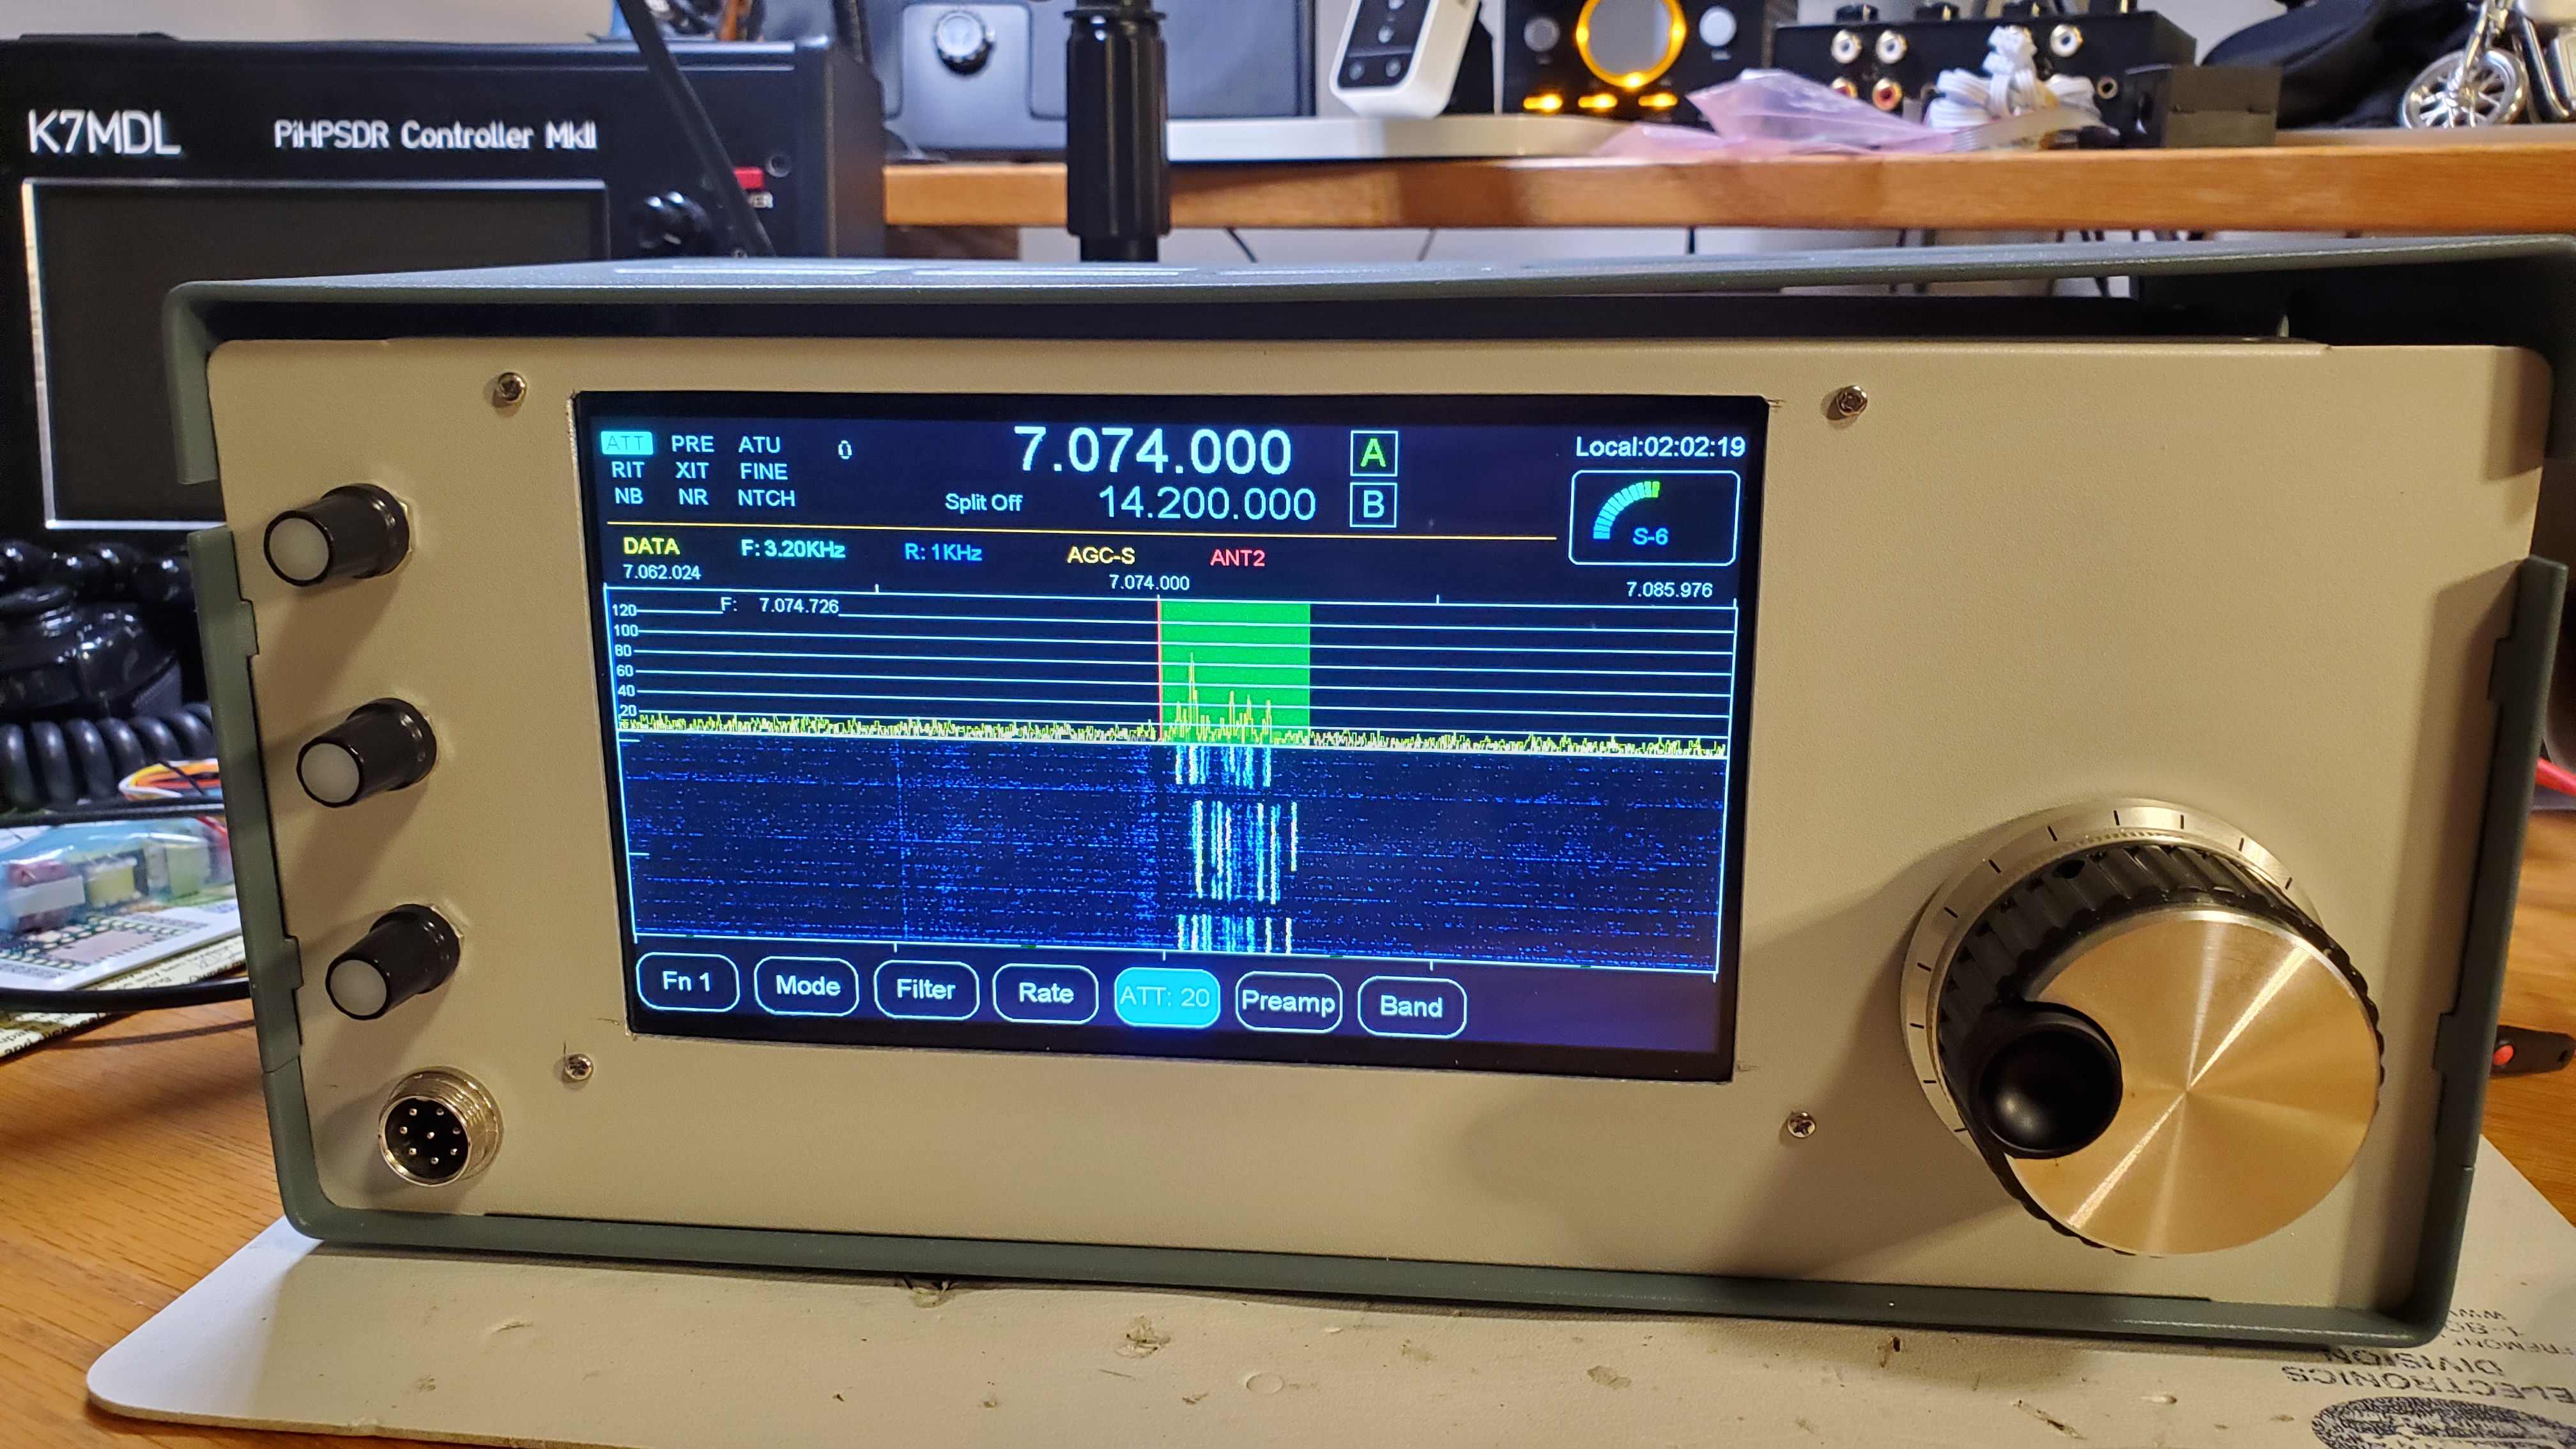 K7MDL PiHPSDR Controller MkII
ATT PRE ATU 0 7.074.000 A Local:02:02:19
RIT XIT FINE
NB NR NTCH Split Off 14.200.000 B
S-6
DATA F: 3.20KHz R: 1KHz AGC-S ANT2
7.062.024 7.074.000 7.085.976
F: 7.074.726
120
100
80
60
40
20
Fn 1 Mode Filter Rate ATT: 20 Preamp Band
DIVISION
ELECTRONICS